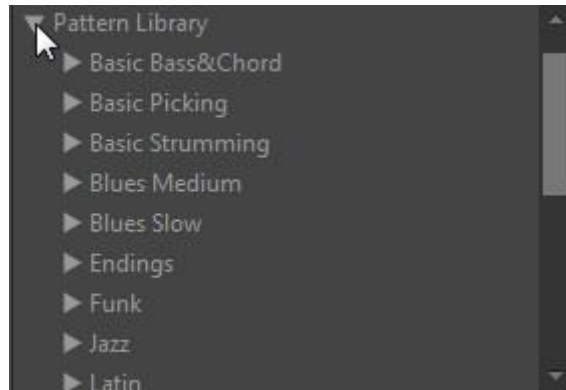 Pattern Library
Basic Bass&Chord
Basic Picking
Basic Strumming
Blues Medium
Blues Slow
Endings
Funk
Jazz
Latin